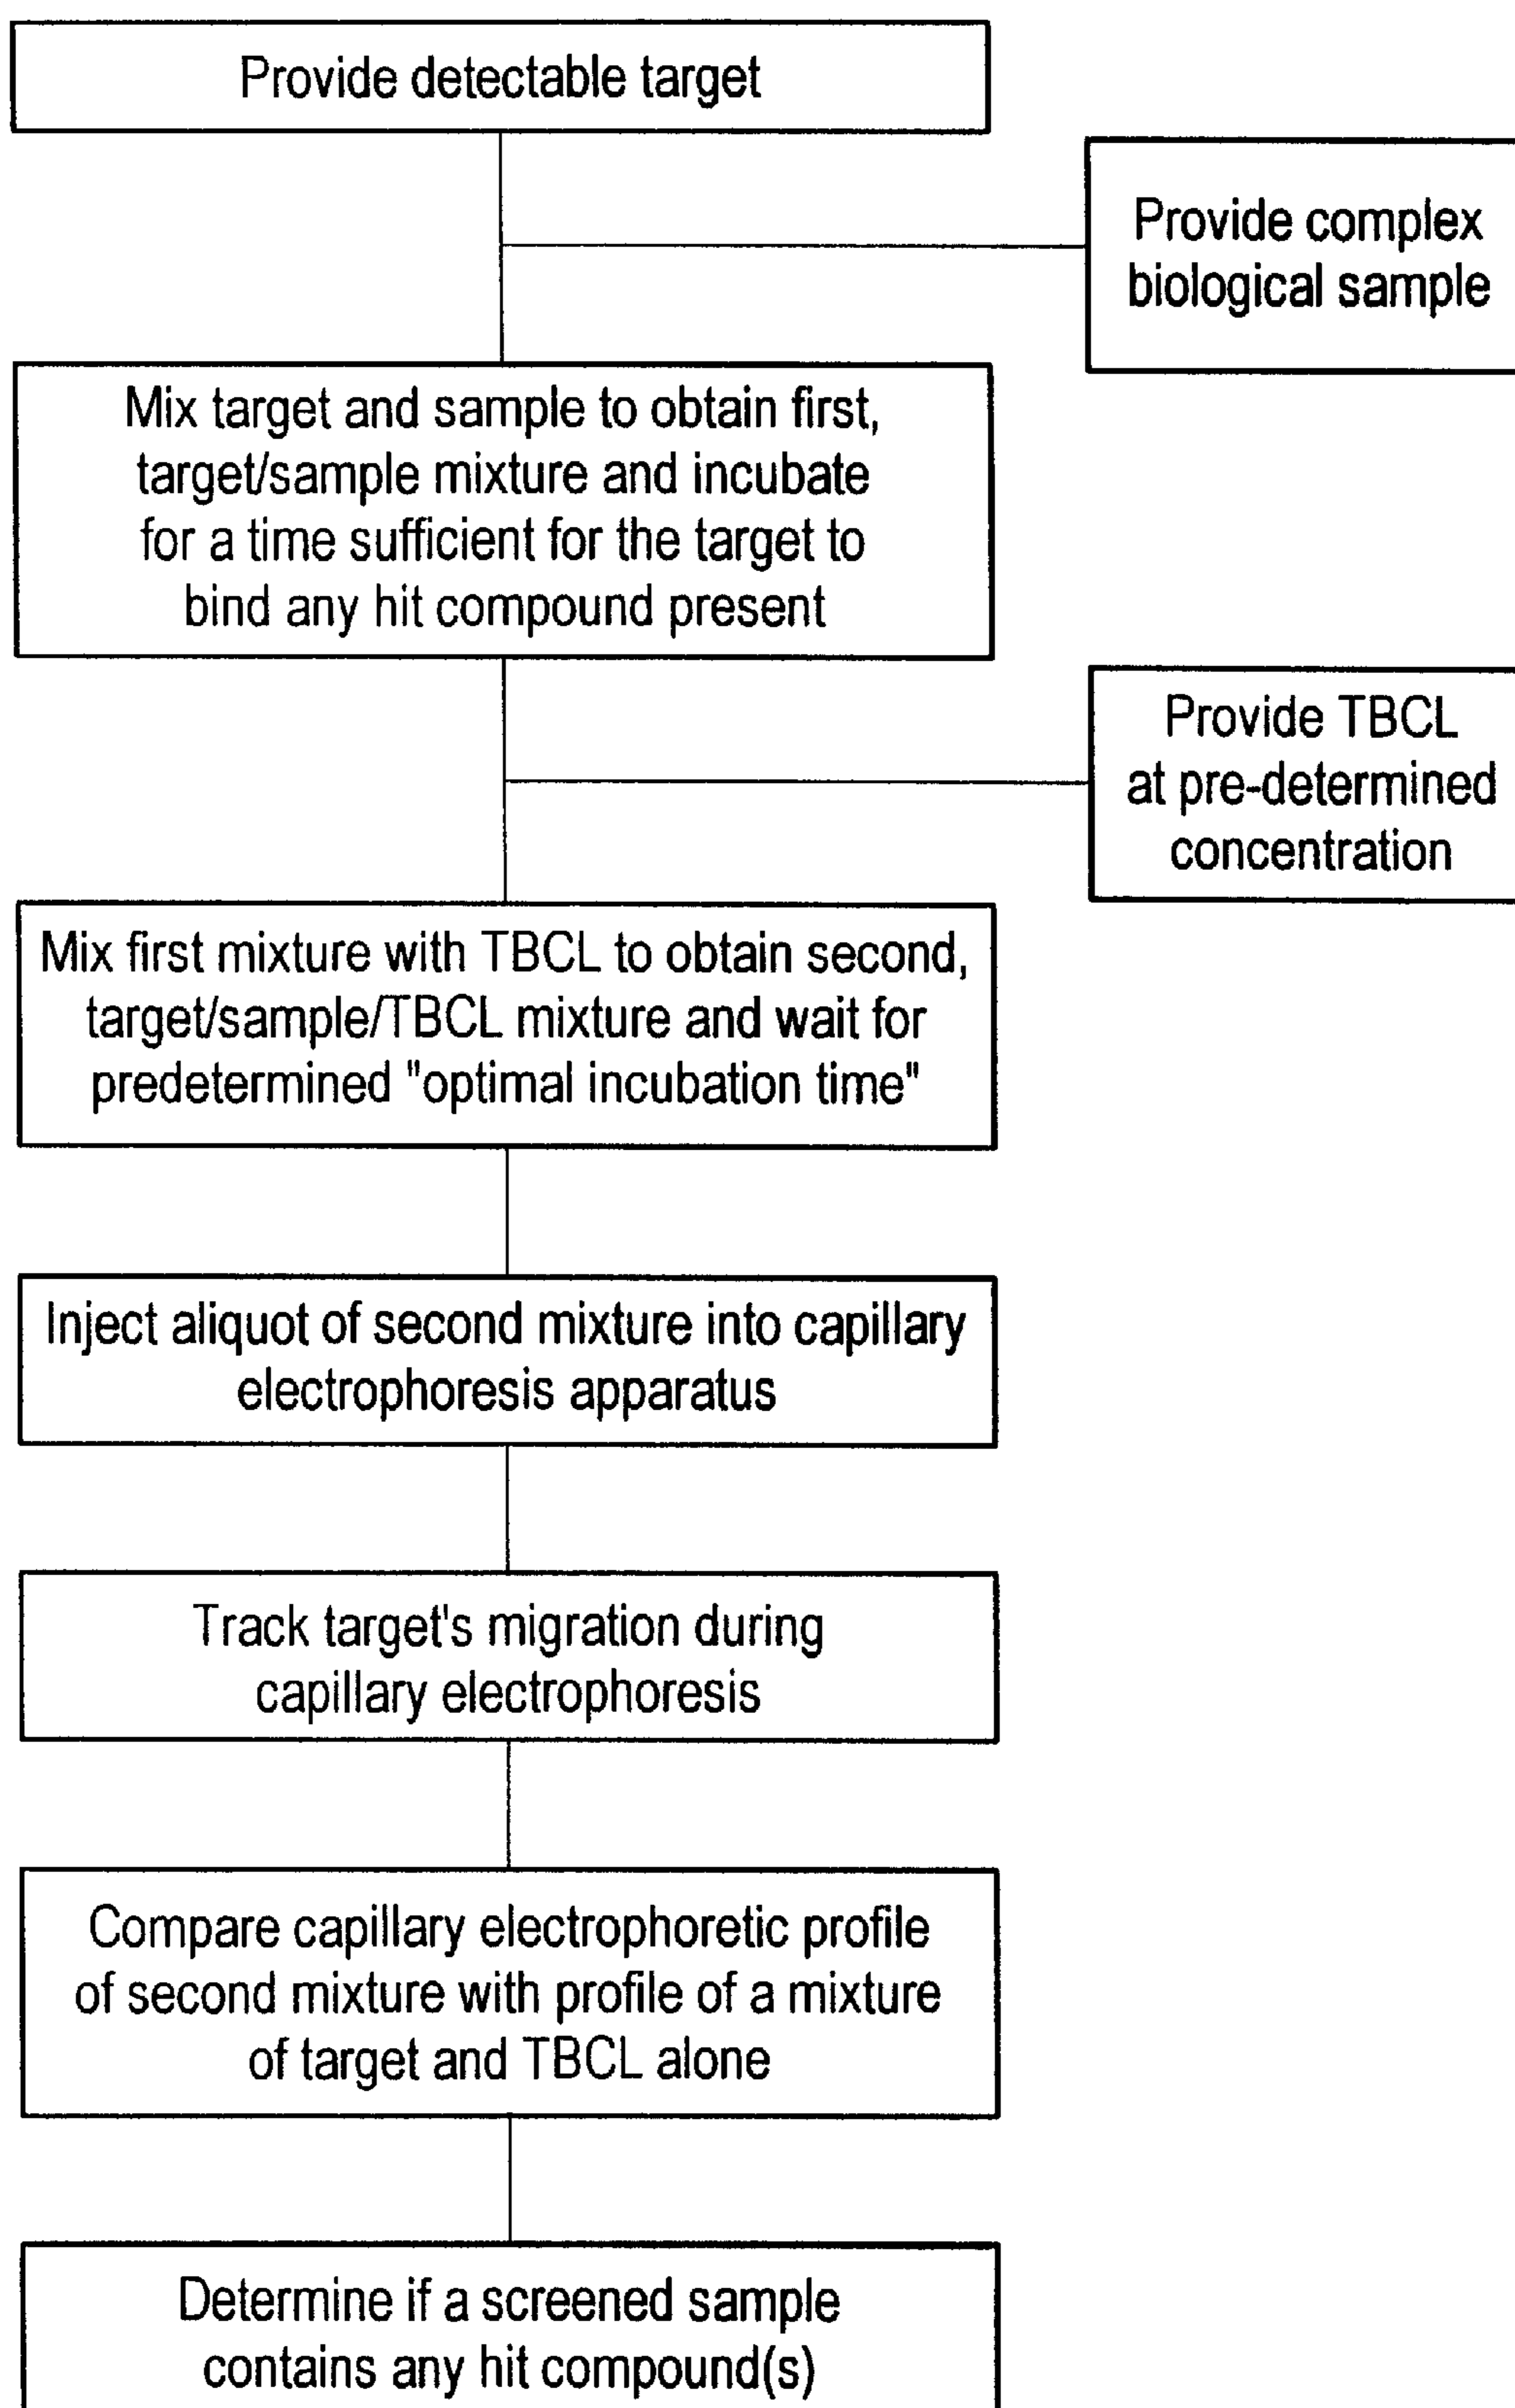 Provide detectable target
Provide complex
biological sample
Mix target and sample to obtain first,
target/sample mixture and incubate
for a time sufficient for the target to
bind any hit compound present
Provide TBCL
at pre-determined
concentration
Mix first mixture with TBCL to obtain second,
target/sample/TBCL mixture and wait for
predetermined "optimal incubation time"
Inject aliquot of second mixture into capillary
electrophoresis apparatus
Track target's migration during
capillary electrophoresis
Compare capillary electrophoretic profile
of second mixture with profile of a mixture
of target and TBCL alone
Determine if a screened sample
contains any hit compound(s)